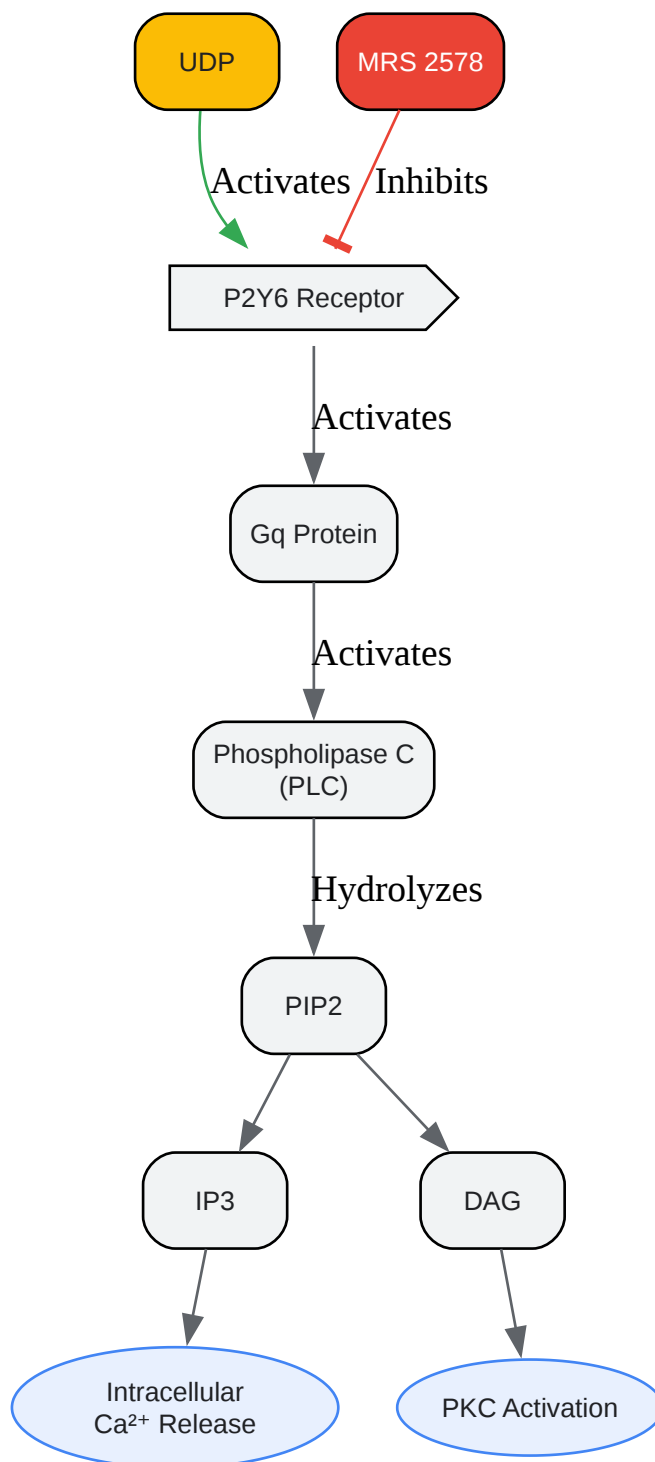 UDP
MRS 2578
Activates
Inhibits
P2Y6 Receptor
Activates
Gq Protein
Activates
Phospholipase C
(PLC)
Hydrolyzes
PIP2
IP3
DAG
Intracellular
Ca²⁺ Release
PKC Activation